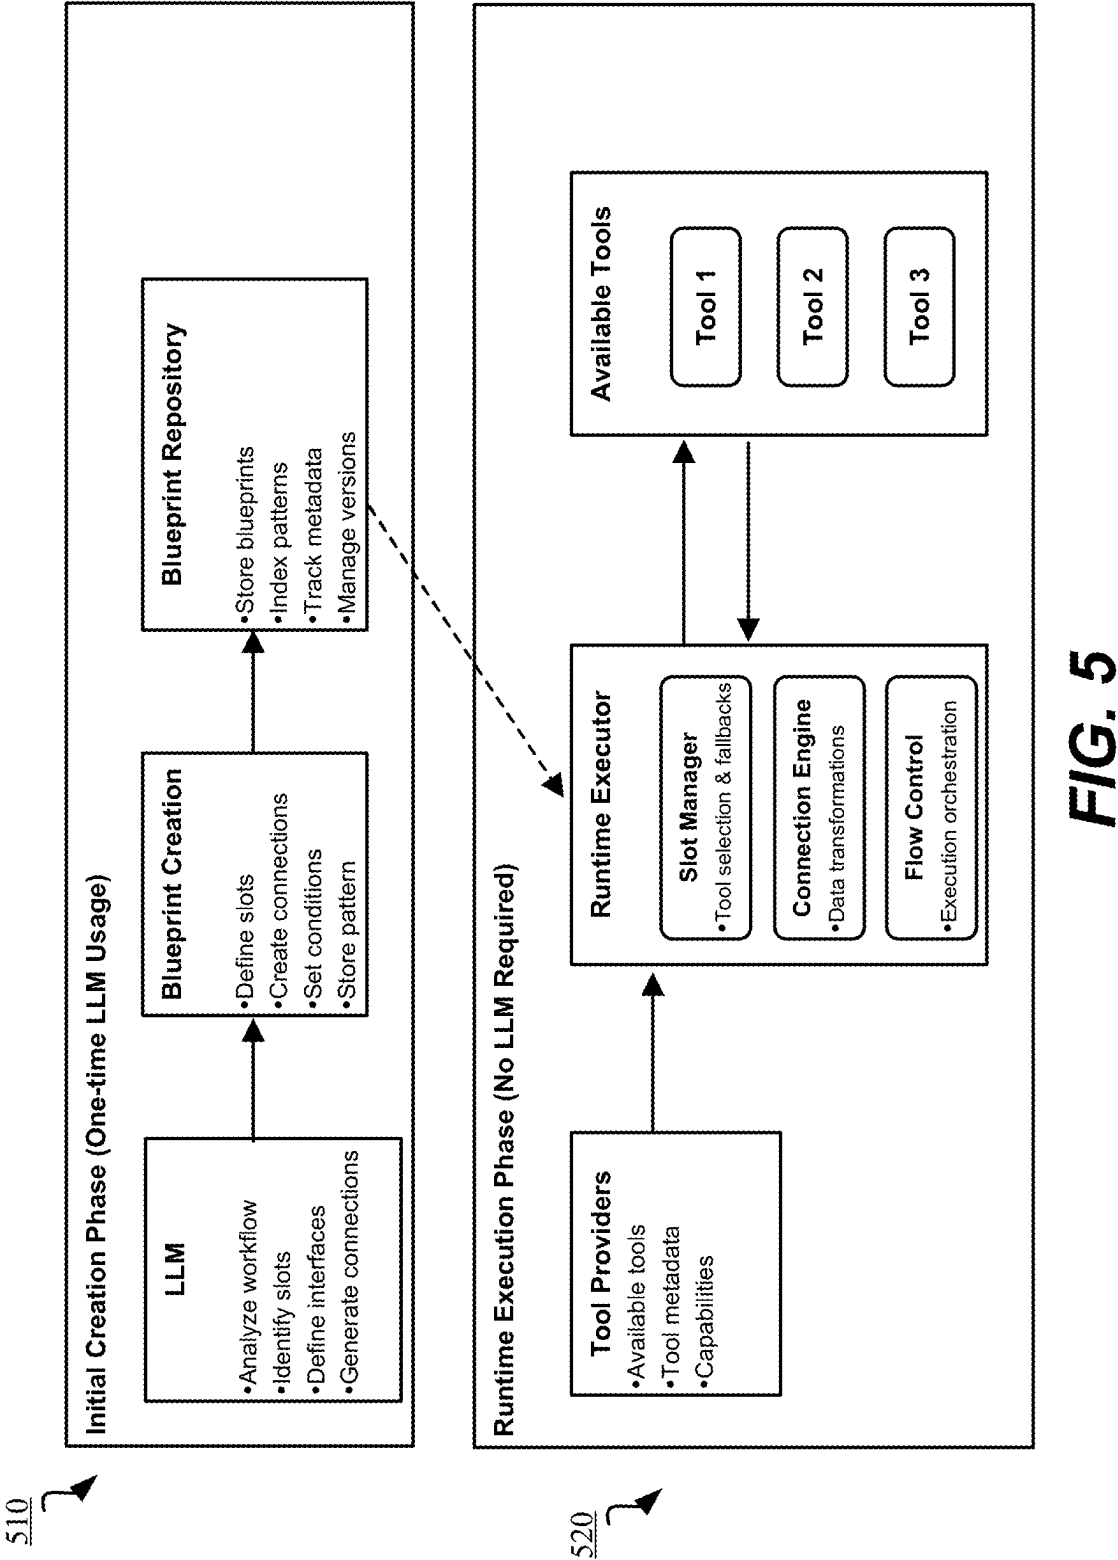 510
Initial Creation Phase (One-time LLM Usage)
LLM
•Analyze workflow
•Identify slots
•Define interfaces
•Generate connections
Blueprint Creation
•Define slots
•Create connections
•Set conditions
•Store pattern
Blueprint Repository
•Store blueprints
•Index patterns
•Track metadata
•Manage versions
520
Runtime Execution Phase (No LLM Required)
Tool Providers
•Available tools
•Tool metadata
•Capabilities
Runtime Executor
Slot Manager
•Tool selection & fallbacks
Connection Engine
•Data transformations
Flow Control
•Execution orchestration
Available Tools
Tool 1
Tool 2
Tool 3
FIG. 5